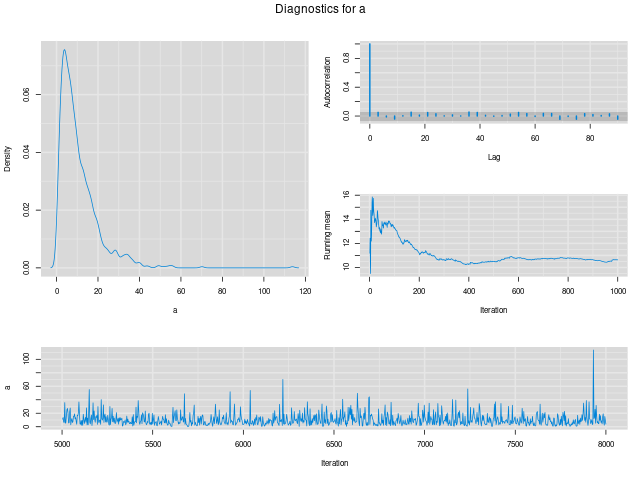 Diagnostics for a
Density
0.00
0.02
0.04
0.06
0 20 40 60 80 100 120
a
Autocorrelation
0.0
0.4
0.8
0 20 40 60 80
Lag
Running mean
10
12
14
16
0 200 400 600 800 1000
Iteration
a
0
20
60
100
5000 5500 6000 6500 7000 7500 8000
Iteration